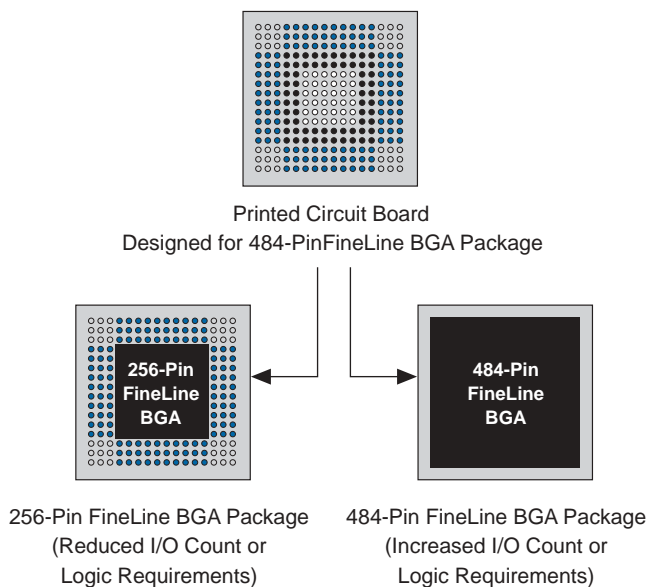 Printed Circuit Board
Designed for 484-PinFineLine BGA Package
256-Pin
FineLine
BGA
484-Pin
FineLine
BGA
256-Pin FineLine BGA Package
(Reduced I/O Count or
Logic Requirements)
484-Pin FineLine BGA Package
(Increased I/O Count or
Logic Requirements)